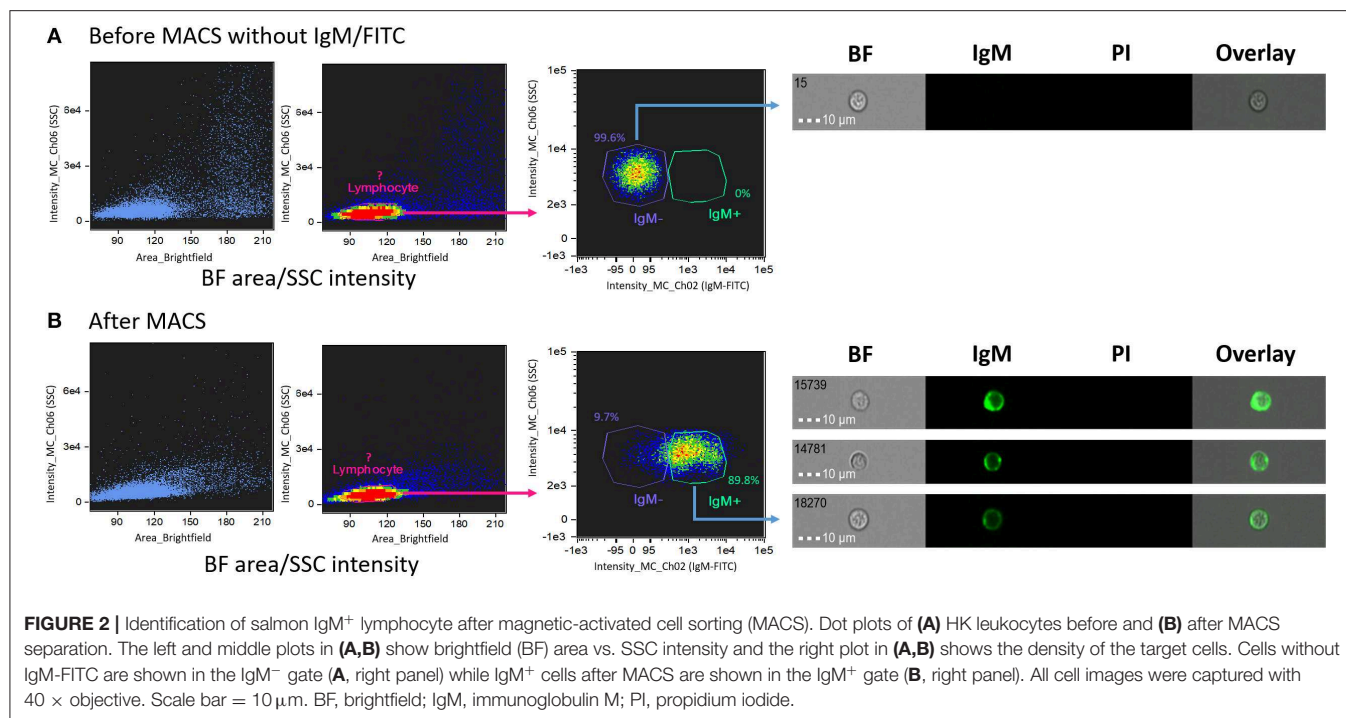 A Before MACS without IgM/FITC
Intensity_MC_Ch06 (SSC)
6e4
3e4
0
90 120 150 180 210
Area_Brightfield
Intensity_MC_Ch06 (SSC)
6e4
3e4
0
?
Lymphocyte
90 120 150 180 210
Area_Brightfield
BF area/SSC intensity
Intensity_MC_Ch06 (SSC)
1e5
1e4
2e3
0
-1e3
99.6%
0%
IgM- IgM+
-1e3 -95 0 95 1e3 1e4 1e5
Intensity_MC_Ch02 (IgM-FITC)
BF IgM PI Overlay
15
10 µm
B After MACS
Intensity_MC_Ch06 (SSC)
6e4
3e4
0
90 120 150 180 210
Area_Brightfield
Intensity_MC_Ch06 (SSC)
6e4
3e4
0
?
Lymphocyte
90 120 150 180 210
Area_Brightfield
BF area/SSC intensity
Intensity_MC_Ch06 (SSC)
1e5
1e4
2e3
0
-1e3
9.7%
89.8%
IgM- IgM+
-1e3 -95 0 95 1e3 1e4 1e5
Intensity_MC_Ch02 (IgM-FITC)
BF IgM PI Overlay
15739
10 µm
14781
10 µm
18270
10 µm
FIGURE 2 | Identification of salmon IgM⁺ lymphocyte after magnetic-activated cell sorting (MACS). Dot plots of (A) HK leukocytes before and (B) after MACS
separation. The left and middle plots in (A,B) show brightfield (BF) area vs. SSC intensity and the right plot in (A,B) shows the density of the target cells. Cells without
IgM-FITC are shown in the IgM⁻ gate (A, right panel) while IgM⁺ cells after MACS are shown in the IgM⁺ gate (B, right panel). All cell images were captured with
40 × objective. Scale bar = 10 µm. BF, brightfield; IgM, immunoglobulin M; PI, propidium iodide.